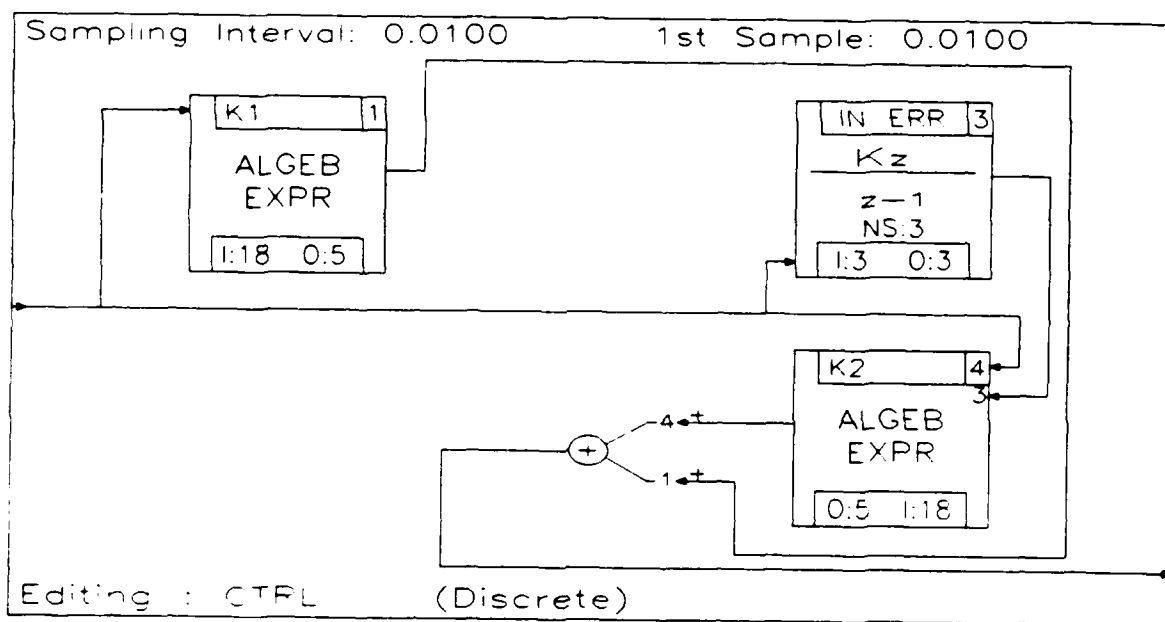 Sampling Interval: 0.0100 1st Sample: 0.0100
K1 1
ALGEB
EXPR
I:18 O:5
IN ERR 3
Kz
z-1
NS:3
I:3 O:3
K2 4
3
ALGEB
EXPR
O:5 I:18
4 +
+
1 +
Editing : CTRL (Discrete)